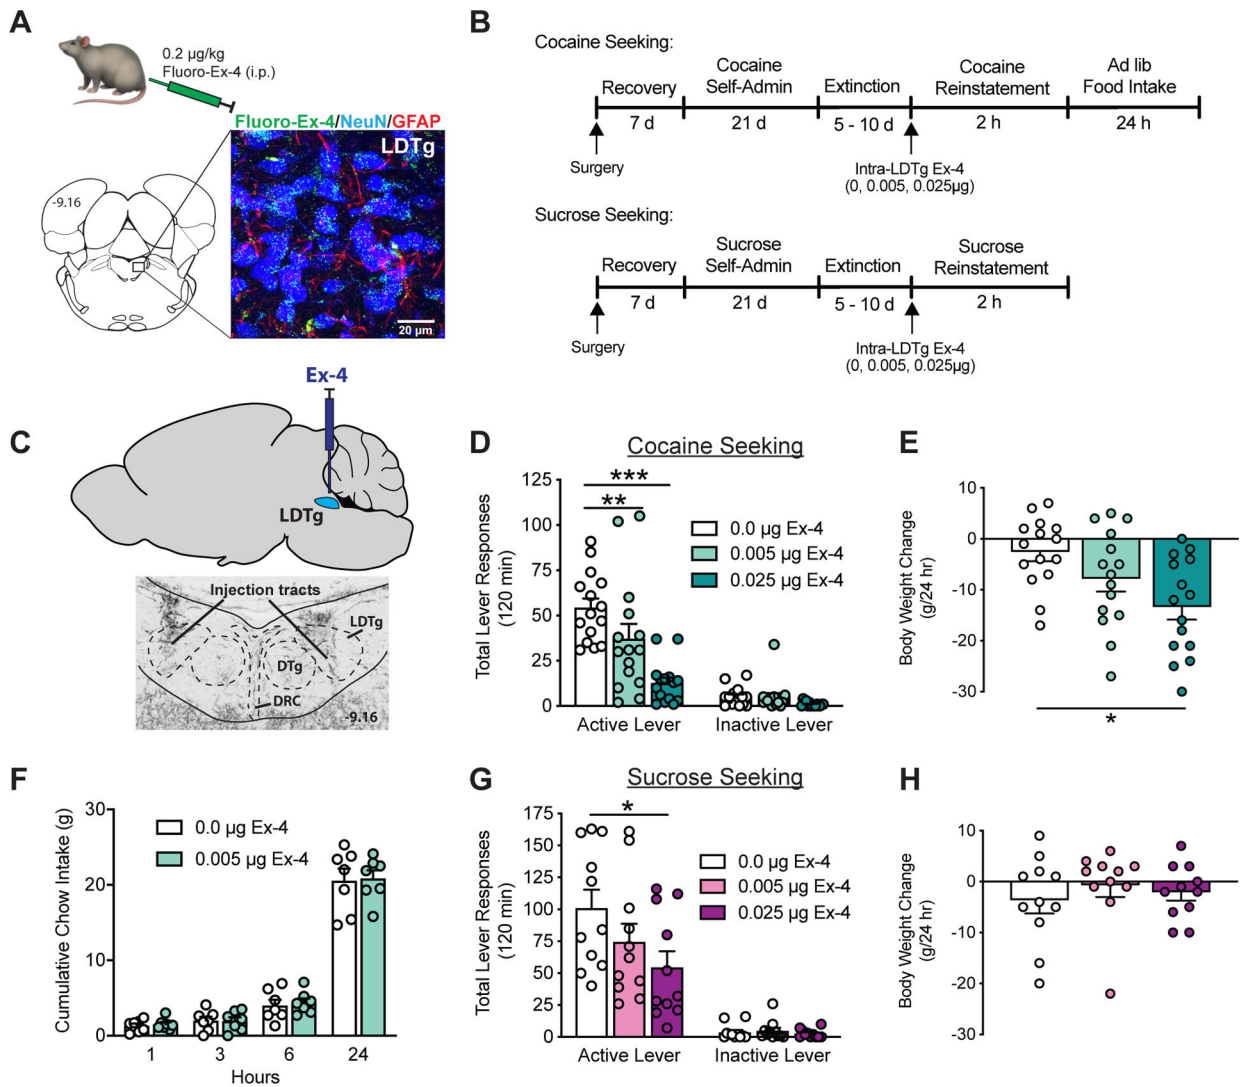 A
0.2 µg/kg
Fluoro-Ex-4 (i.p.)
Fluoro-Ex-4/NeuN/GFAP
LDTg
-9.16
20 µm
B
Cocaine Seeking:
Recovery
Cocaine
Self-Admin
Extinction
Cocaine
Reinstatement
Ad lib
Food Intake
7 d
21 d
5 - 10 d
2 h
24 h
Surgery
Intra-LDTg Ex-4
(0, 0.005, 0.025µg)
Sucrose Seeking:
Recovery
Sucrose
Self-Admin
Extinction
Sucrose
Reinstatement
7 d
21 d
5 - 10 d
2 h
Surgery
Intra-LDTg Ex-4
(0, 0.005, 0.025µg)
C
Ex-4
LDTg
Injection tracts
LDTg
DTg
DRC
-9.16
D
Cocaine Seeking
Total Lever Responses
(120 min)
125
100
75
50
25
0
***
**
0.0 µg Ex-4
0.005 µg Ex-4
0.025 µg Ex-4
Active Lever
Inactive Lever
E
Body Weight Change
(g/24 hr)
10
0
-10
-20
-30
*
F
Cumulative Chow Intake (g)
30
20
10
0
0.0 µg Ex-4
0.005 µg Ex-4
1
3
6
24
Hours
G
Sucrose Seeking
Total Lever Responses
(120 min)
175
150
125
100
75
50
25
0
*
0.0 µg Ex-4
0.005 µg Ex-4
0.025 µg Ex-4
Active Lever
Inactive Lever
H
Body Weight Change
(g/24 hr)
10
0
-10
-20
-30